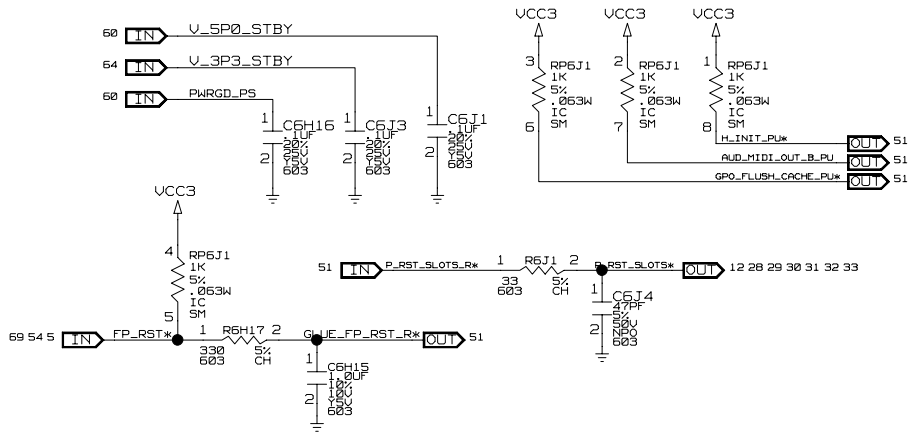 60 IN V_5P0_STBY
64 IN V_3P3_STBY
60 IN PWRGD_PS
1 C6H16
.1UF
20%
25V
2 Y5V
603
1 C6J3
.1UF
20%
25V
2 Y5V
603
1 C6J1
.1UF
20%
25V
2 Y5V
603
VCC3
3 RP6J1
1K
5%
.063W
IC
6 SM
VCC3
2 RP6J1
1K
5%
.063W
IC
7 SM
VCC3
1 RP6J1
1K
5%
.063W
IC
8 SM
H_INIT_PU* OUT 51
AUD_MIDI_OUT_B_PU OUT 51
GPO_FLUSH_CACHE_PU* OUT 51
VCC3
4 RP6J1
1K
5%
.063W
IC
SM
5
69 54 5 IN FP_RST* 1 R6H17 2 GLUE_FP_RST_R* OUT 51
330 5%
603 CH
1 C6H15
1.0UF
10%
10V
2 Y5V
603
51 IN P_RST_SLOTS_R* 1 R6J1 2 P_RST_SLOTS* OUT 12 28 29 30 31 32 33
33 5%
603 CH
1 C6J4
47PF
5%
50V
2 NPO
603